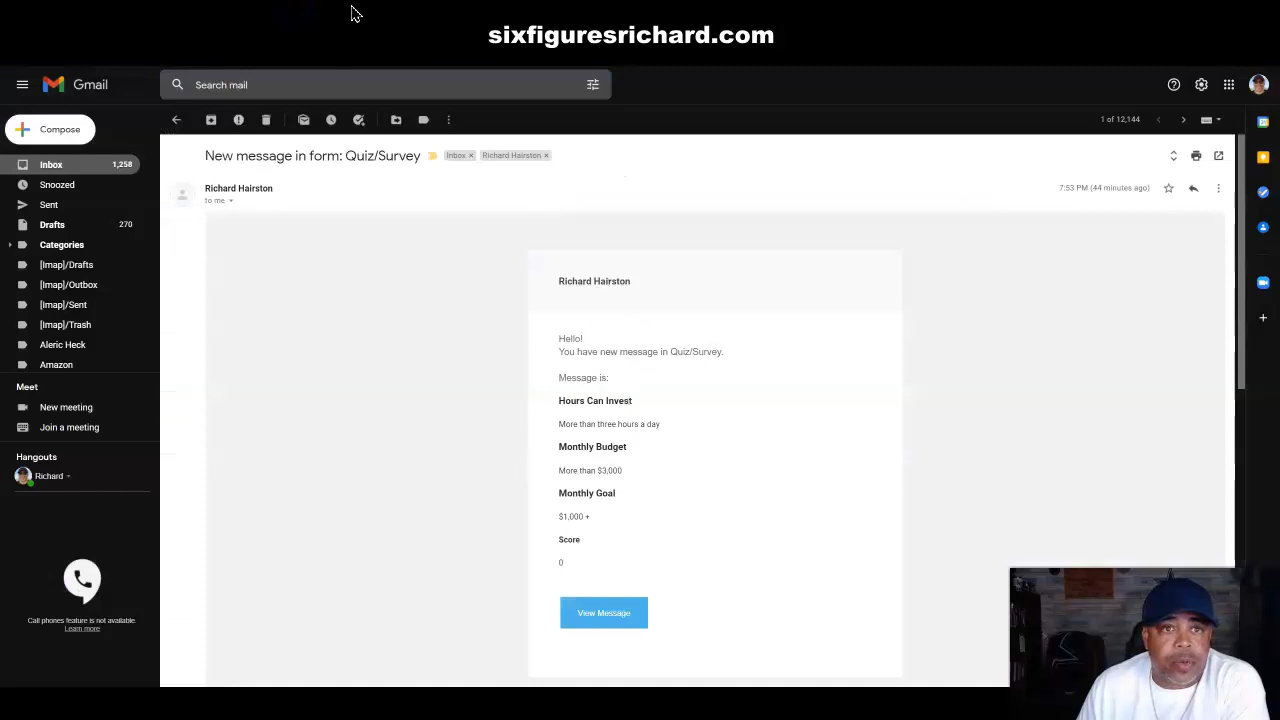 sixfiguresrichard.com
Gmail
Search mail
Compose
1 of 12,144
Inbox 1,258
Snoozed
Sent
Drafts 270
Categories
[Imap]/Drafts
[Imap]/Outbox
[Imap]/Sent
[Imap]/Trash
Aleric Heck
Amazon
Meet
New meeting
Join a meeting
Hangouts
Richard
Call phones feature is not available.
Learn more
New message in form: Quiz/Survey Inbox x Richard Hairston x
Richard Hairston 7:53 PM (44 minutes ago)
to me
Richard Hairston
Hello!
You have new message in Quiz/Survey.
Message is:
Hours Can Invest
More than three hours a day
Monthly Budget
More than $3,000
Monthly Goal
$1,000 +
Score
0
View Message